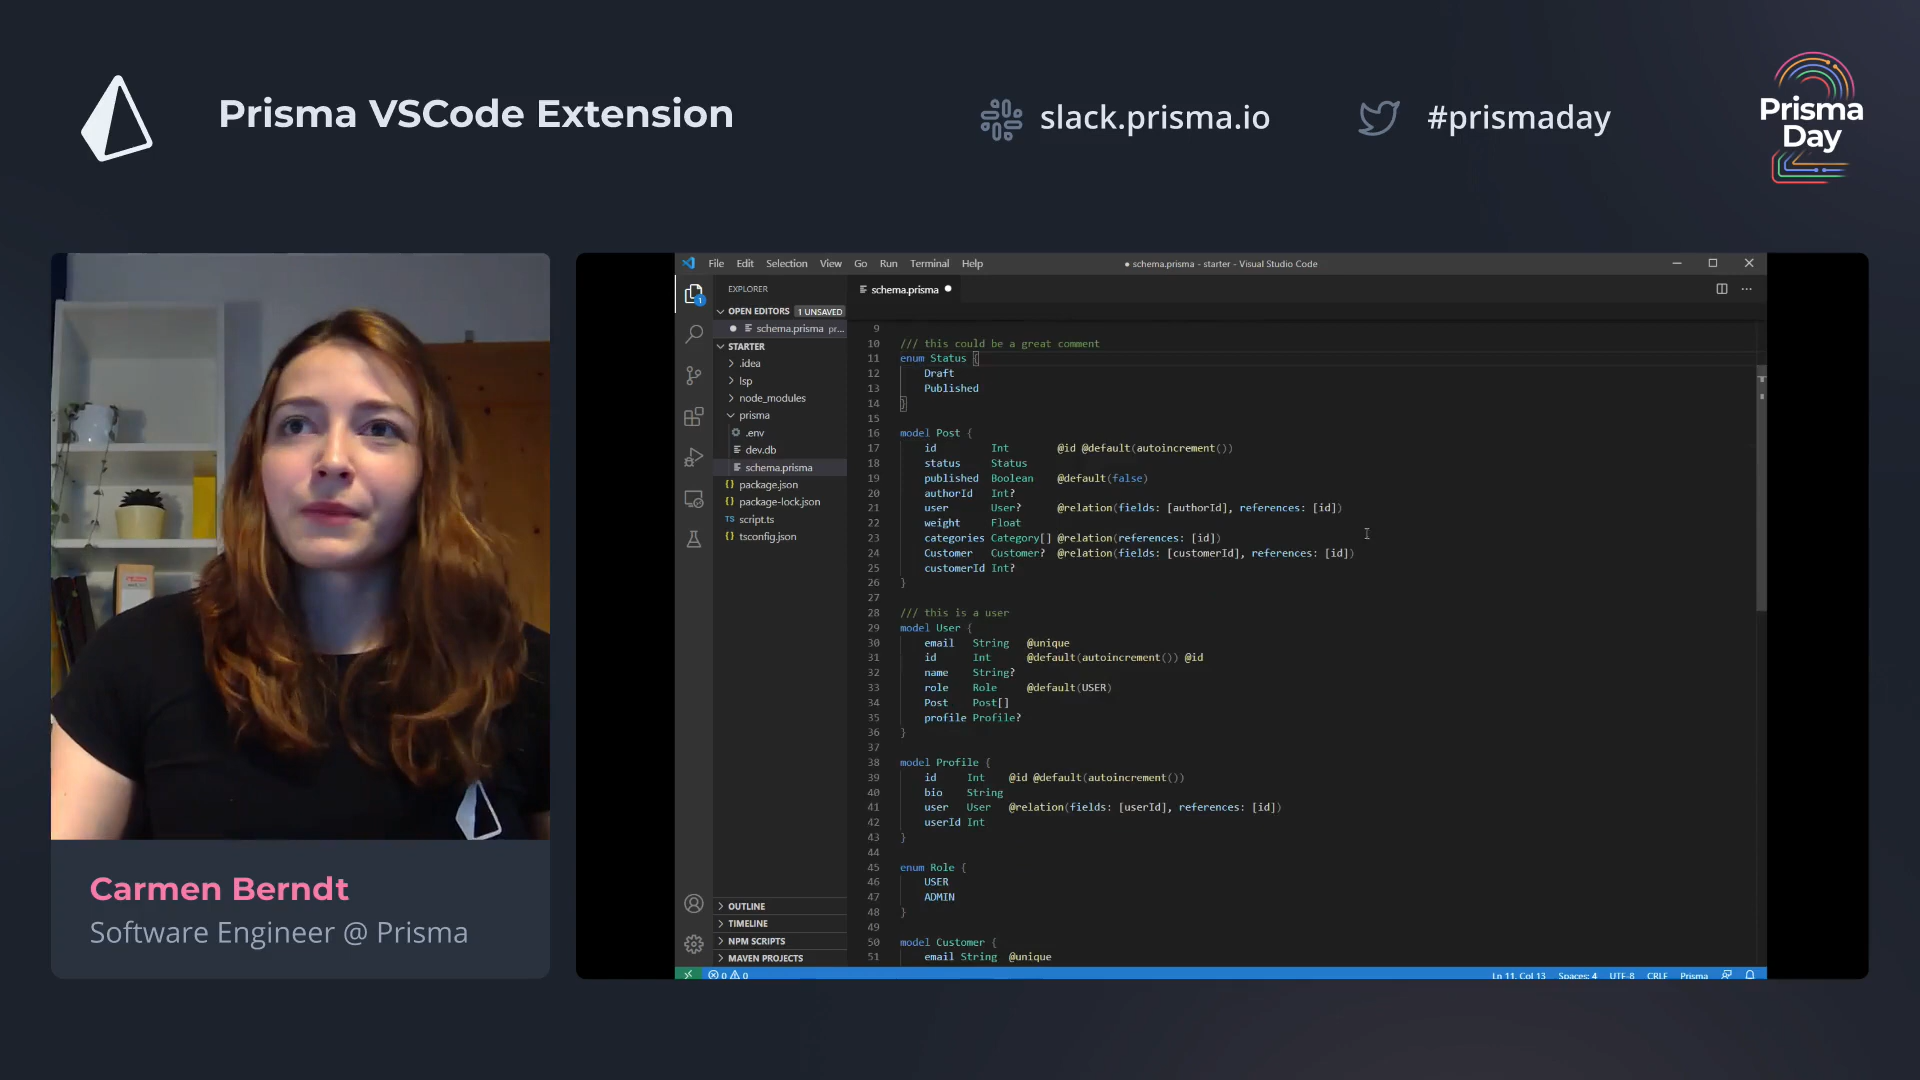 Prisma VSCode Extension
slack.prisma.io
#prismaday
Prisma
Day
File Edit Selection View Go Run Terminal Help
● schema.prisma - starter - Visual Studio Code
EXPLORER
OPEN EDITORS 1 UNSAVED
schema.prisma pr...
STARTER
.idea
lsp
node_modules
prisma
.env
dev.db
schema.prisma
{} package.json
{} package-lock.json
TS script.ts
{} tsconfig.json
OUTLINE
TIMELINE
NPM SCRIPTS
MAVEN PROJECTS
schema.prisma ●
9
10 /// this could be a great comment
11 enum Status {
12 Draft
13 Published
14 }
15
16 model Post {
17 id Int @id @default(autoincrement())
18 status Status
19 published Boolean @default(false)
20 authorId Int?
21 user User? @relation(fields: [authorId], references: [id])
22 weight Float
23 categories Category[] @relation(references: [id])
24 Customer Customer? @relation(fields: [customerId], references: [id])
25 customerId Int?
26 }
27
28 /// this is a user
29 model User {
30 email String @unique
31 id Int @default(autoincrement()) @id
32 name String?
33 role Role @default(USER)
34 Post Post[]
35 profile Profile?
36 }
37
38 model Profile {
39 id Int @id @default(autoincrement())
40 bio String
41 user User @relation(fields: [userId], references: [id])
42 userId Int
43 }
44
45 enum Role {
46 USER
47 ADMIN
48 }
49
50 model Customer {
51 email String @unique
0 0
Ln 11, Col 13 Spaces: 4 UTF-8 CRLF Prisma
Carmen Berndt
Software Engineer @ Prisma